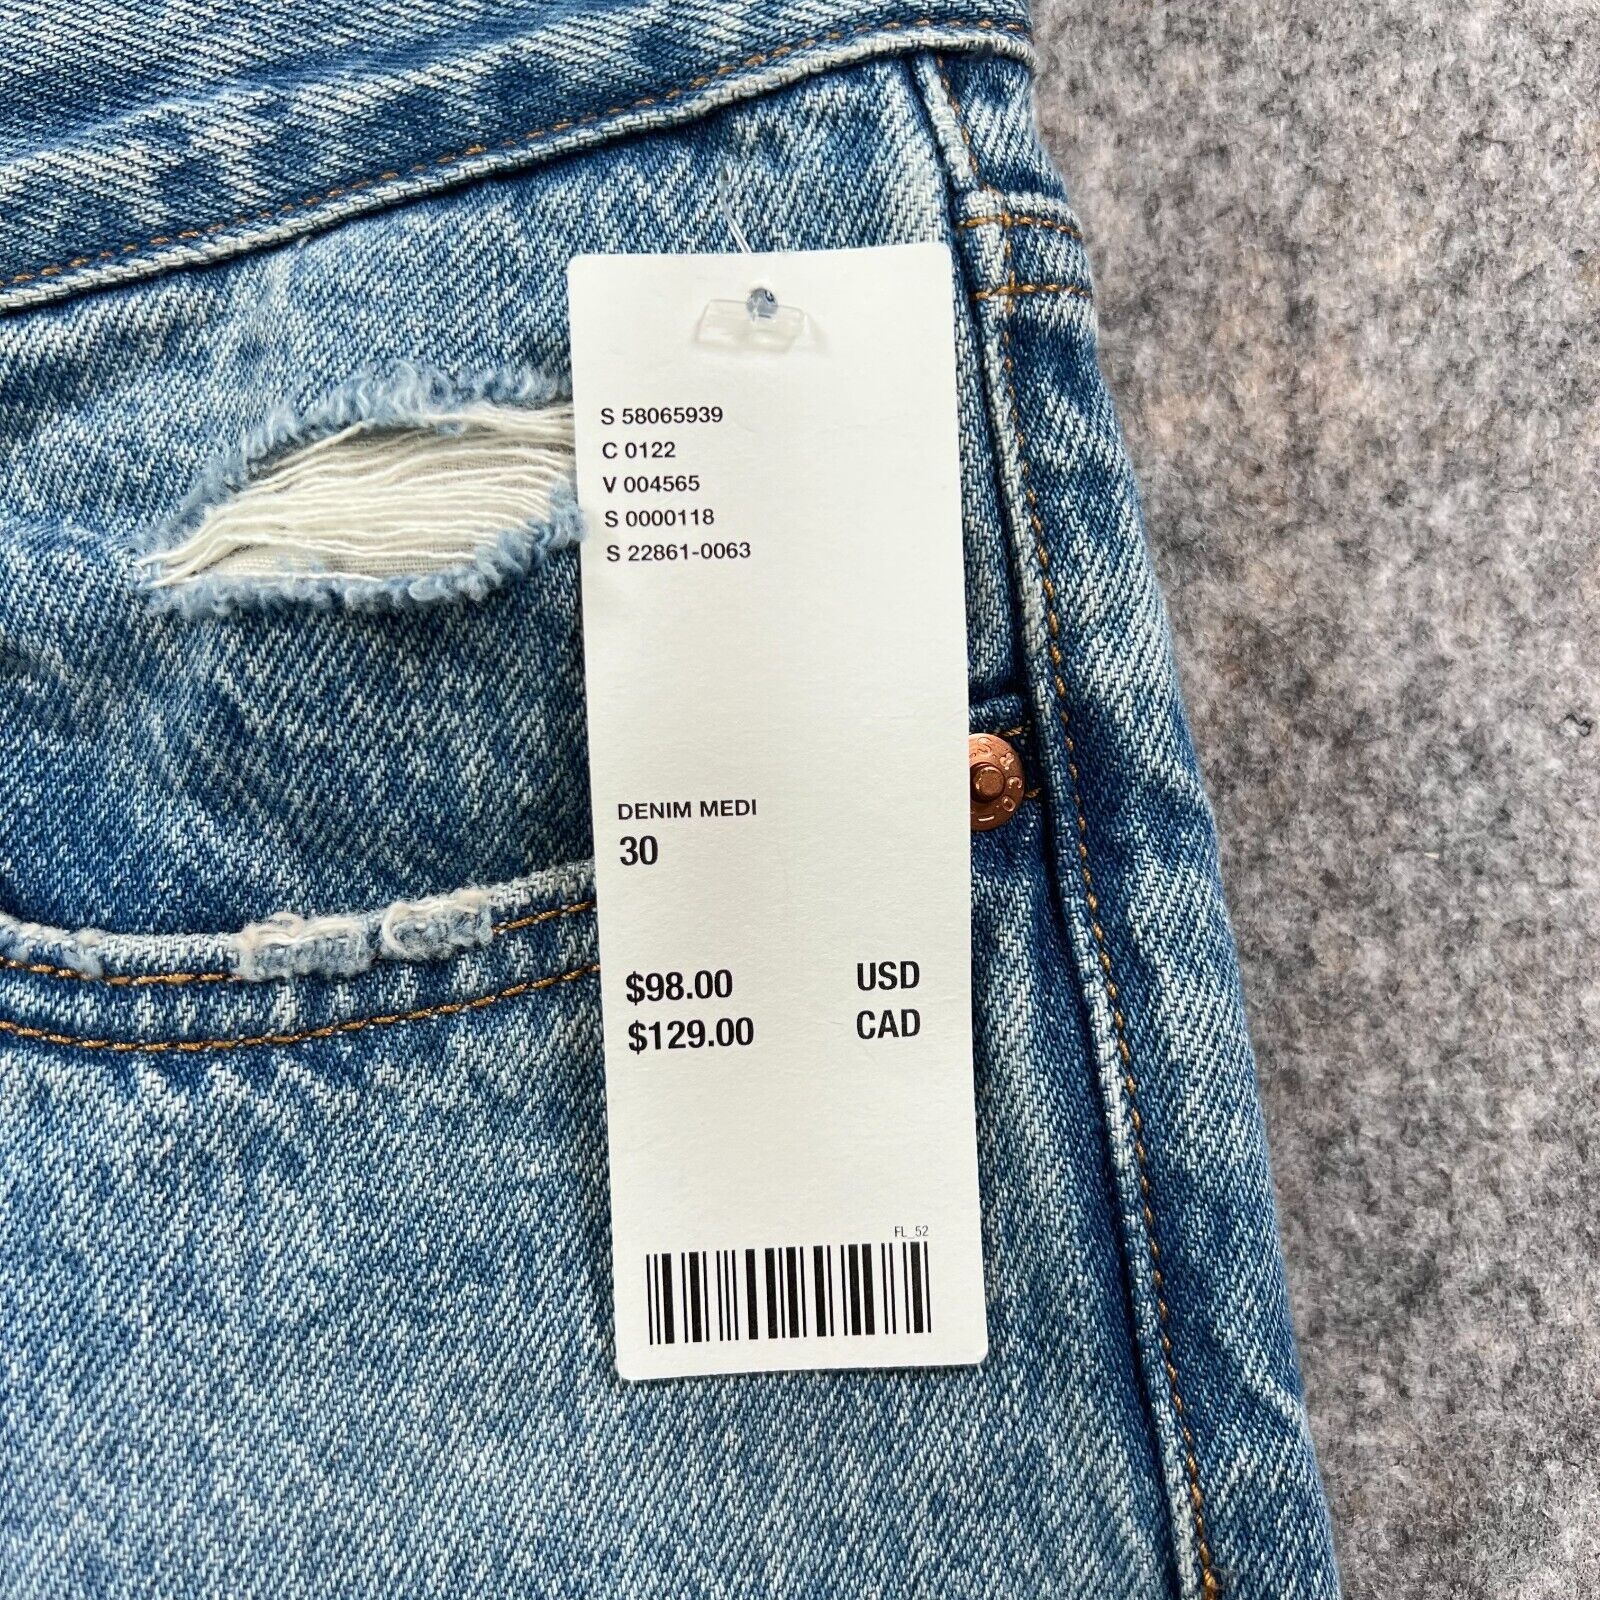 S 58065939
C 0122
V 004565
S 0000118
S 22861-0063
DENIM MEDI
30
$98.00 USD
$129.00 CAD
FL_52